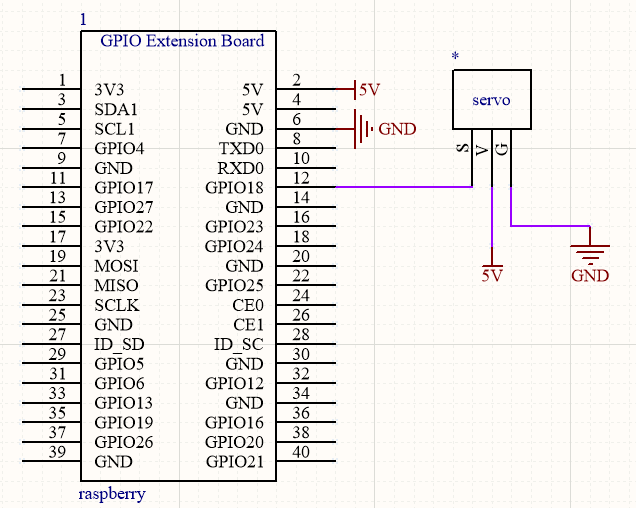 1
GPIO Extension Board
1 3V3 5V 2 5V
3 SDA1 5V 4
5 SCL1 GND 6 GND
7 GPIO4 TXD0 8
9 GND RXD0 10
11 GPIO17 GPIO18 12
13 GPIO27 GND 14
15 GPIO22 GPIO23 16
17 3V3 GPIO24 18
19 MOSI GND 20
21 MISO GPIO25 22
23 SCLK CE0 24
25 GND CE1 26
27 ID_SD ID_SC 28
29 GPIO5 GND 30
31 GPIO6 GPIO12 32
33 GPIO13 GND 34
35 GPIO19 GPIO16 36
37 GPIO26 GPIO20 38
39 GND GPIO21 40
raspberry
*
servo
S V G
5V
GND